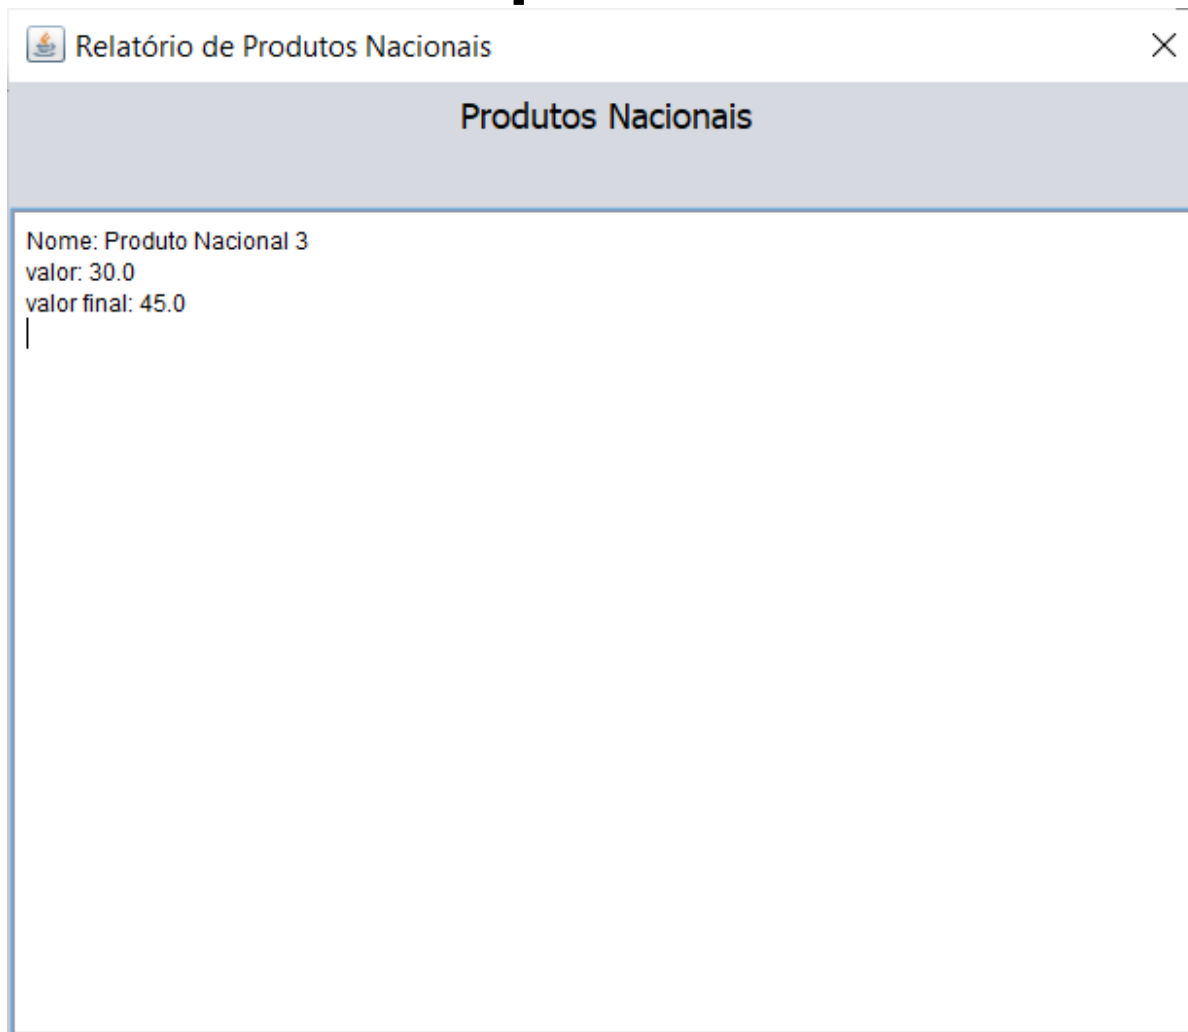 Relatório de Produtos Nacionais
Produtos Nacionais
Nome: Produto Nacional 3
valor: 30.0
valor final: 45.0